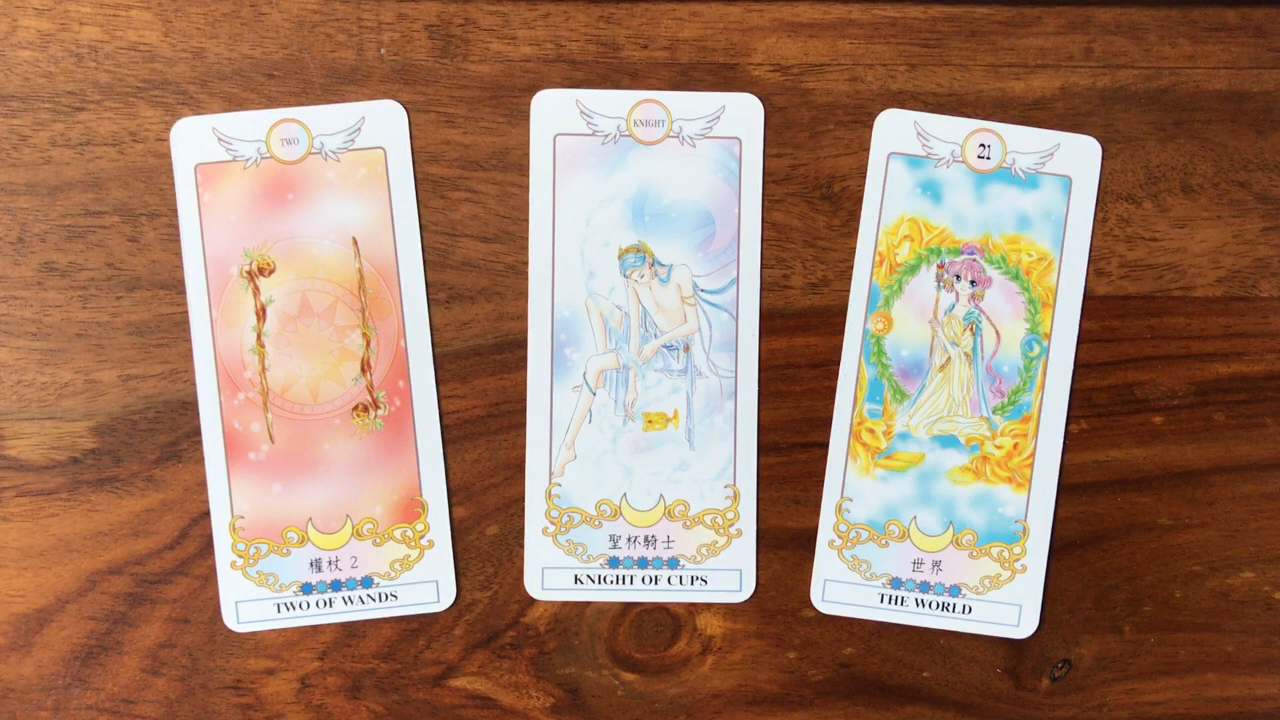 TWO
權杖 2
TWO OF WANDS
KNIGHT
聖杯騎士
KNIGHT OF CUPS
21
世界
THE WORLD